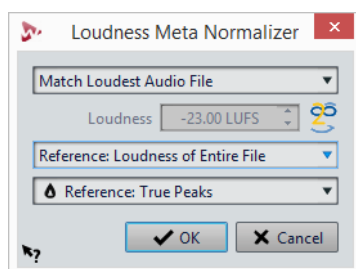 Loudness Meta Normalizer
Match Loudest Audio File
Loudness -23.00 LUFS
Reference: Loudness of Entire File
Reference: True Peaks
OK Cancel
?